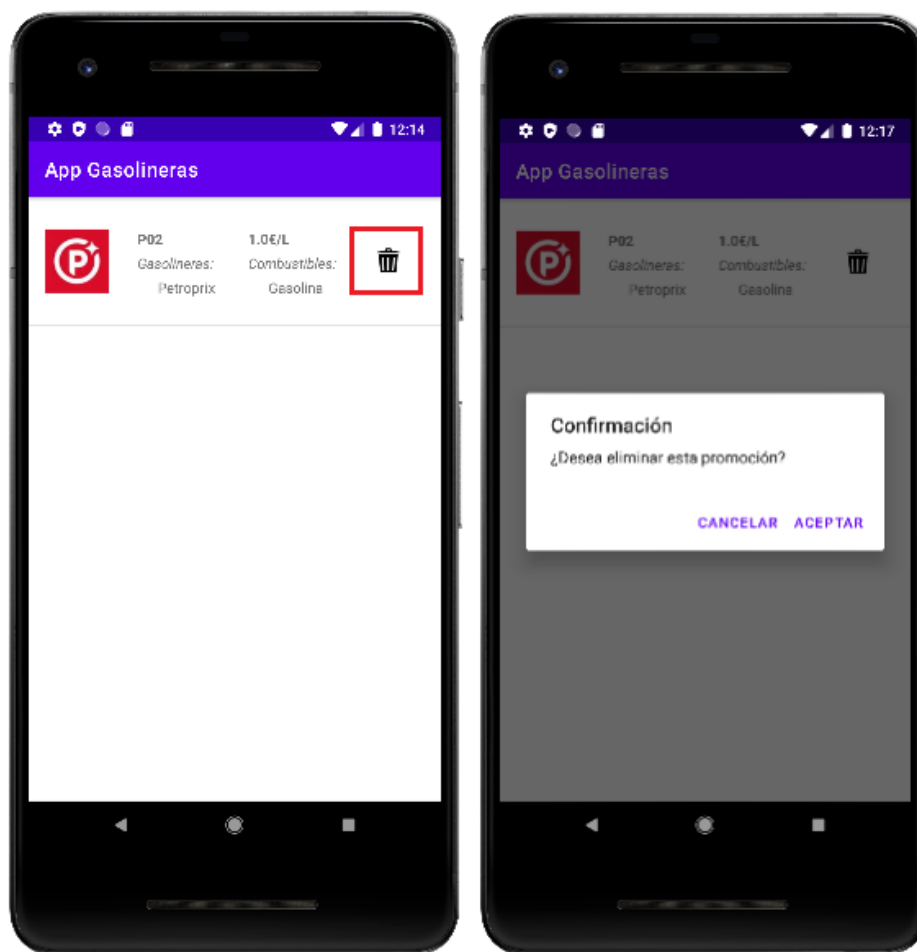 12:14
App Gasolineras
P02 1.0€/L
Gasolineras: Combustibles:
Petroprix Gasolina
12:17
App Gasolineras
P02 1.0€/L
Gasolineras: Combustibles:
Petroprix Gasolina
Confirmación
¿Desea eliminar esta promoción?
CANCELAR ACEPTAR